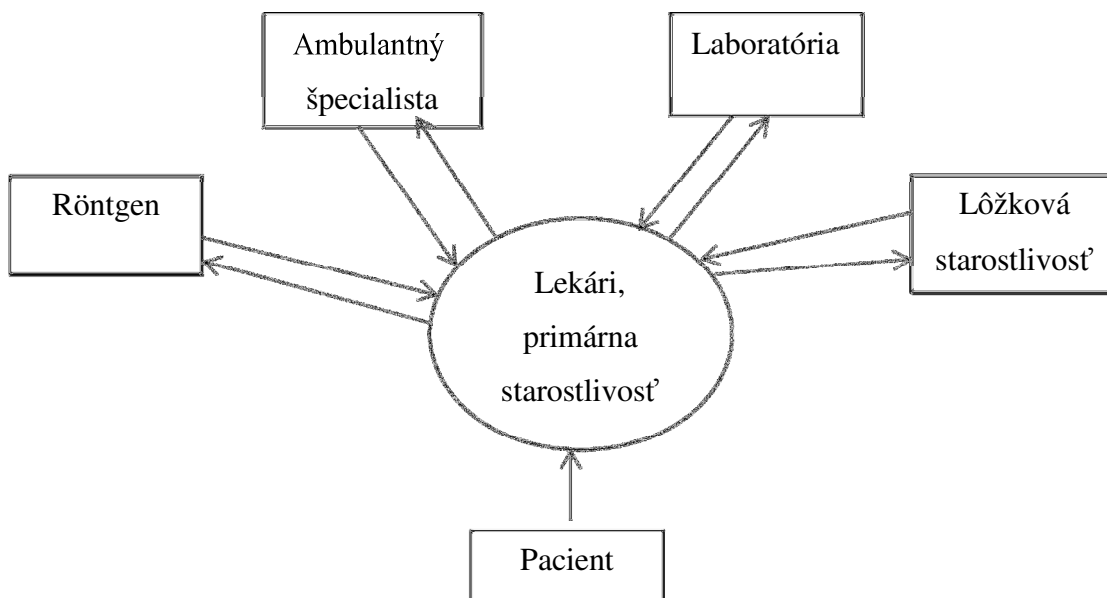 Ambulantný
špecialista
Laboratória
Röntgen
Lôžková
starostlivosť
Lekári,
primárna
starostlivosť
Pacient